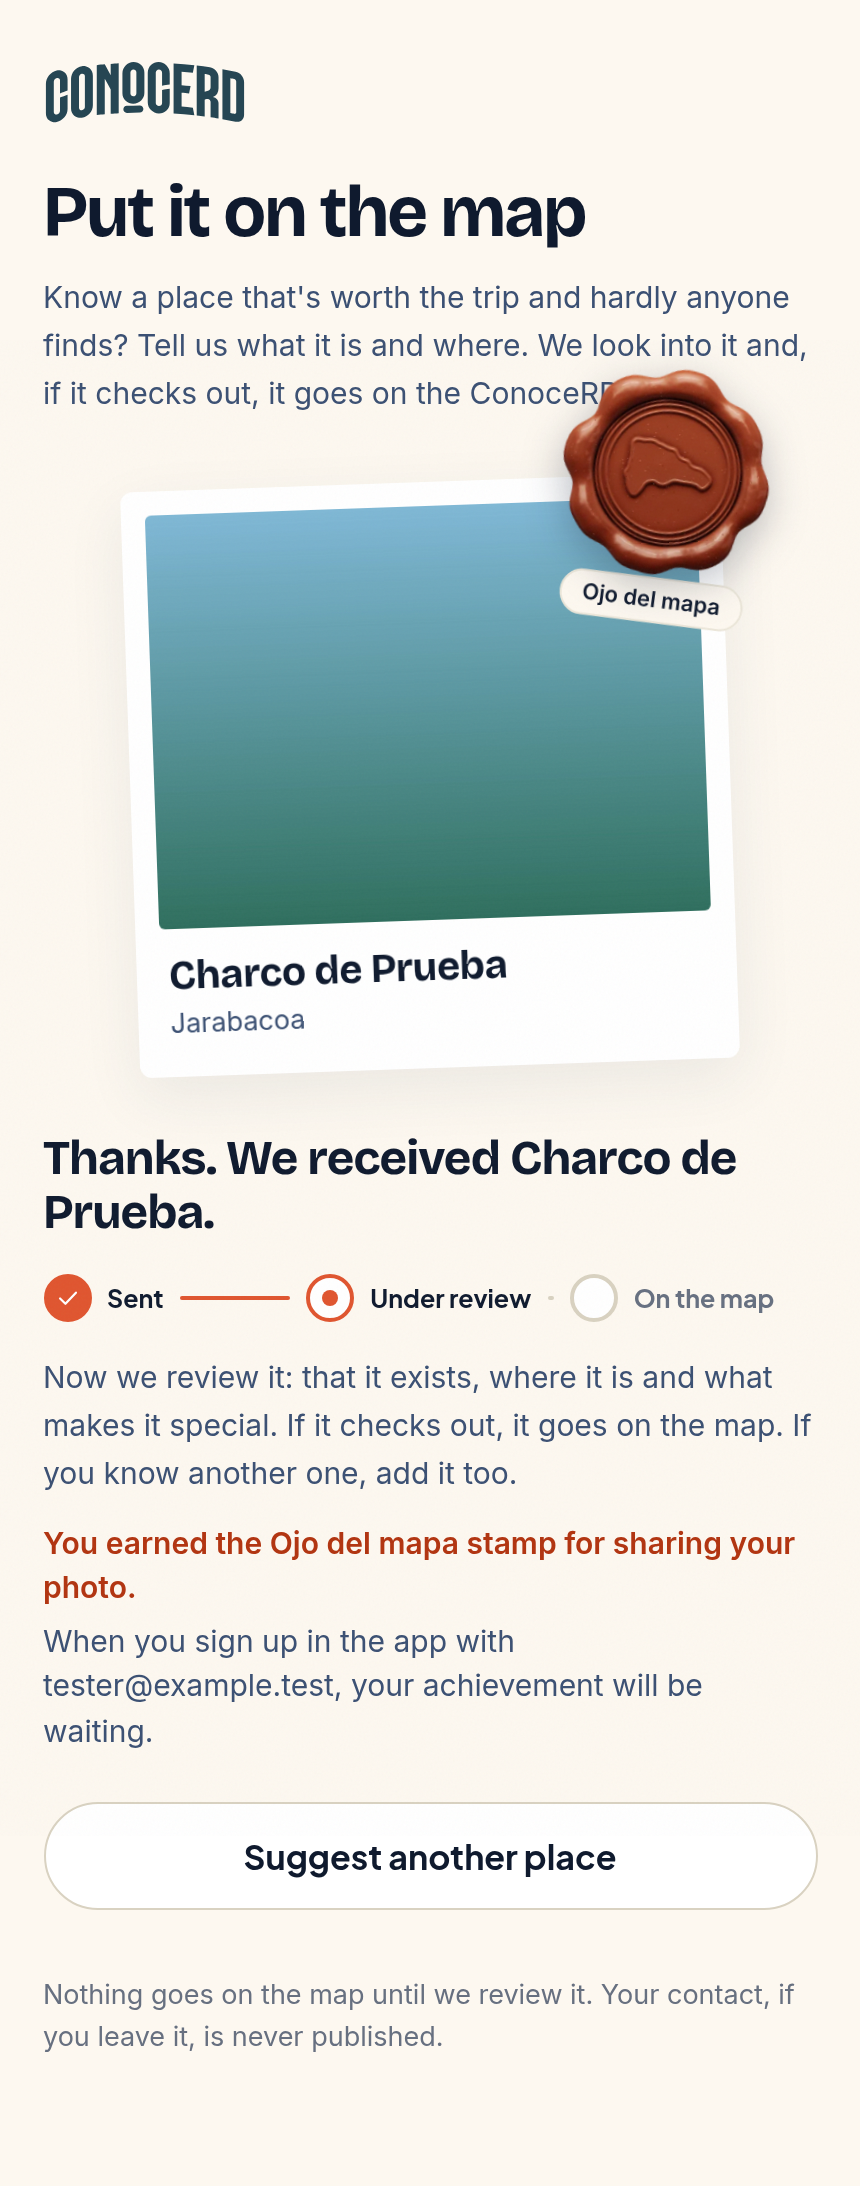 CONOCERD
Put it on the map
Know a place that's worth the trip and hardly anyone
finds? Tell us what it is and where. We look into it and,
if it checks out, it goes on the ConoceRD
Ojo del mapa
Charco de Prueba
Jarabacoa
Thanks. We received Charco de
Prueba.
Sent
Under review
On the map
Now we review it: that it exists, where it is and what
makes it special. If it checks out, it goes on the map. If
you know another one, add it too.
You earned the Ojo del mapa stamp for sharing your
photo.
When you sign up in the app with
tester@example.test, your achievement will be
waiting.
Suggest another place
Nothing goes on the map until we review it. Your contact, if
you leave it, is never published.